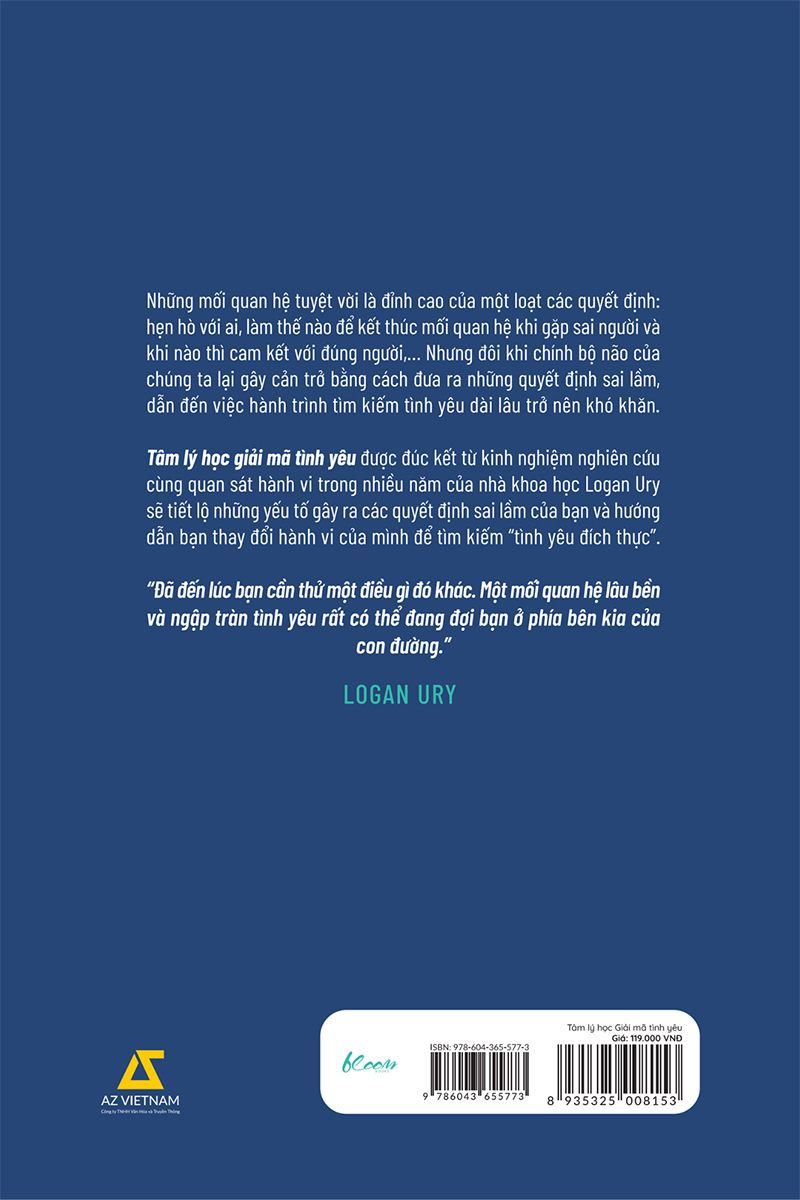 Những mối quan hệ tuyệt vời là đỉnh cao của một loạt các quyết định:
hẹn hò với ai, làm thế nào để kết thúc mối quan hệ khi gặp sai người và
khi nào thì cam kết với đúng người,... Nhưng đôi khi chính bộ não của
chúng ta lại gây cản trở bằng cách đưa ra những quyết định sai lầm,
dẫn đến việc hành trình tìm kiếm tình yêu dài lâu trở nên khó khăn.
Tâm lý học giải mã tình yêu được đúc kết từ kinh nghiệm nghiên cứu
cùng quan sát hành vi trong nhiều năm của nhà khoa học Logan Ury
sẽ tiết lộ những yếu tố gây ra các quyết định sai lầm của bạn và hướng
dẫn bạn thay đổi hành vi của mình để tìm kiếm “tình yêu đích thực”.
“Đã đến lúc bạn cần thử một điều gì đó khác. Một mối quan hệ lâu bền
và ngập tràn tình yêu rất có thể đang đợi bạn ở phía bên kia của
con đường.”
LOGAN URY
Tâm lý học Giải mã tình yêu
Giá: 119.000 VNĐ
ISBN: 978-604-365-577-3
bloom
BOOKS
9 786043 655773
8 935325 008153
AZ VIETNAM
Công ty TNHH Văn Hóa và Truyền Thông